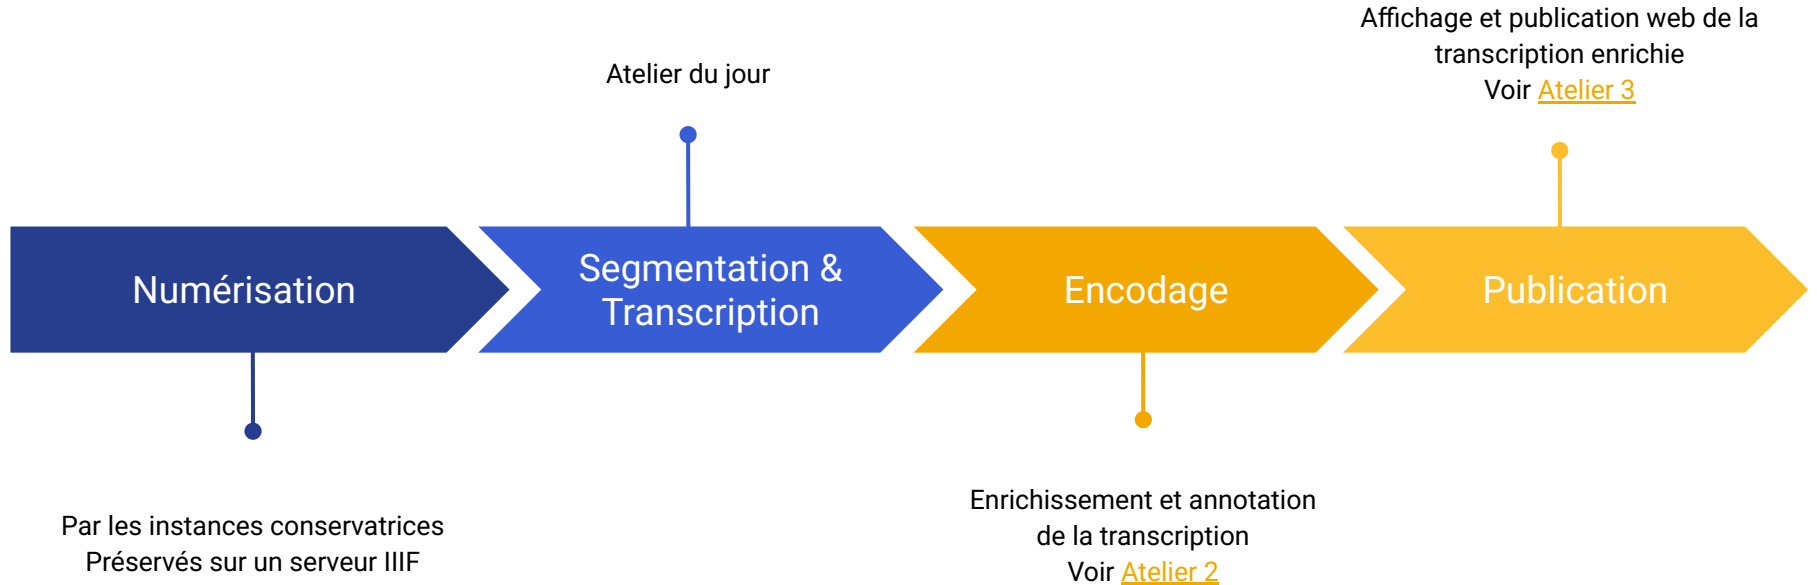 Affichage et publication web de la
transcription enrichie
Voir Atelier 3
Atelier du jour
Numérisation
Segmentation &
Transcription
Encodage
Publication
Par les instances conservatrices
Préservés sur un serveur IIIF
Enrichissement et annotation
de la transcription
Voir Atelier 2